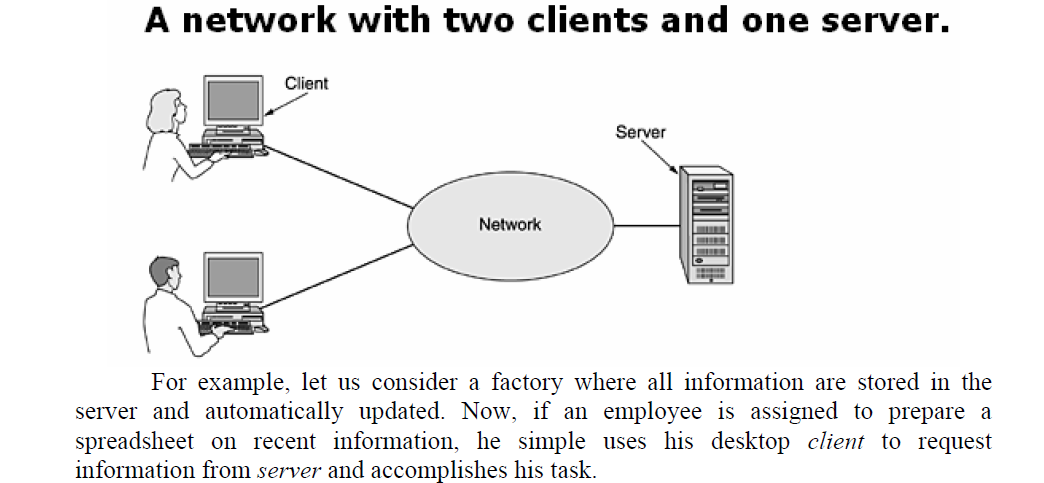 A network with two clients and one server.
Client
Server
Network
For example, let us consider a factory where all information are stored in the
server and automatically updated. Now, if an employee is assigned to prepare a
spreadsheet on recent information, he simple uses his desktop client to request
information from server and accomplishes his task.